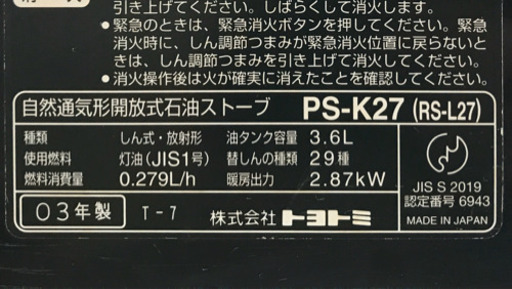 引き上げてください。しばらくして消火します。
●緊急のときは、緊急消火ボタンを押してください。緊急
消火時に、しん調節つまみが緊急消火位置に戻らないと
きは、しん調節つまみを引き上げて消火してください。
●消火操作後は火が確実に消えたことを確認してください。
自然通気形開放式石油ストーブ PS-K27 (RS-L27)
種類 しん式・放射形 油タンク容量 3.6L
使用燃料 灯油(JIS1号) 替しんの種類 29種
燃料消費量 0.279L/h 暖房出力 2.87kW
JIS S 2019
認定番号 6943
MADE IN JAPAN
03年製 T-7 株式会社 トヨトミ